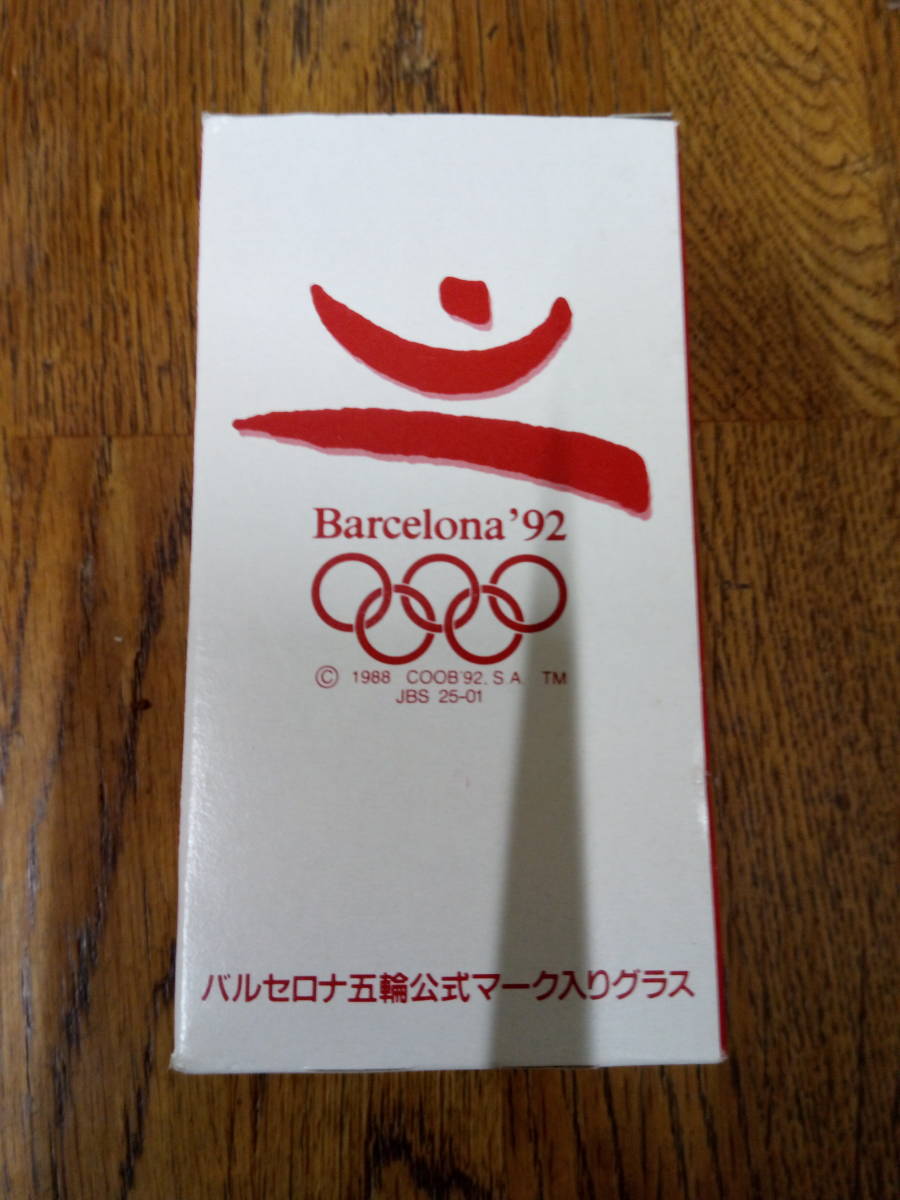 Barcelona '92
© 1988 COOB'92, S.A. TM
JBS 25-01
バルセロナ五輪公式マーク入りグラス